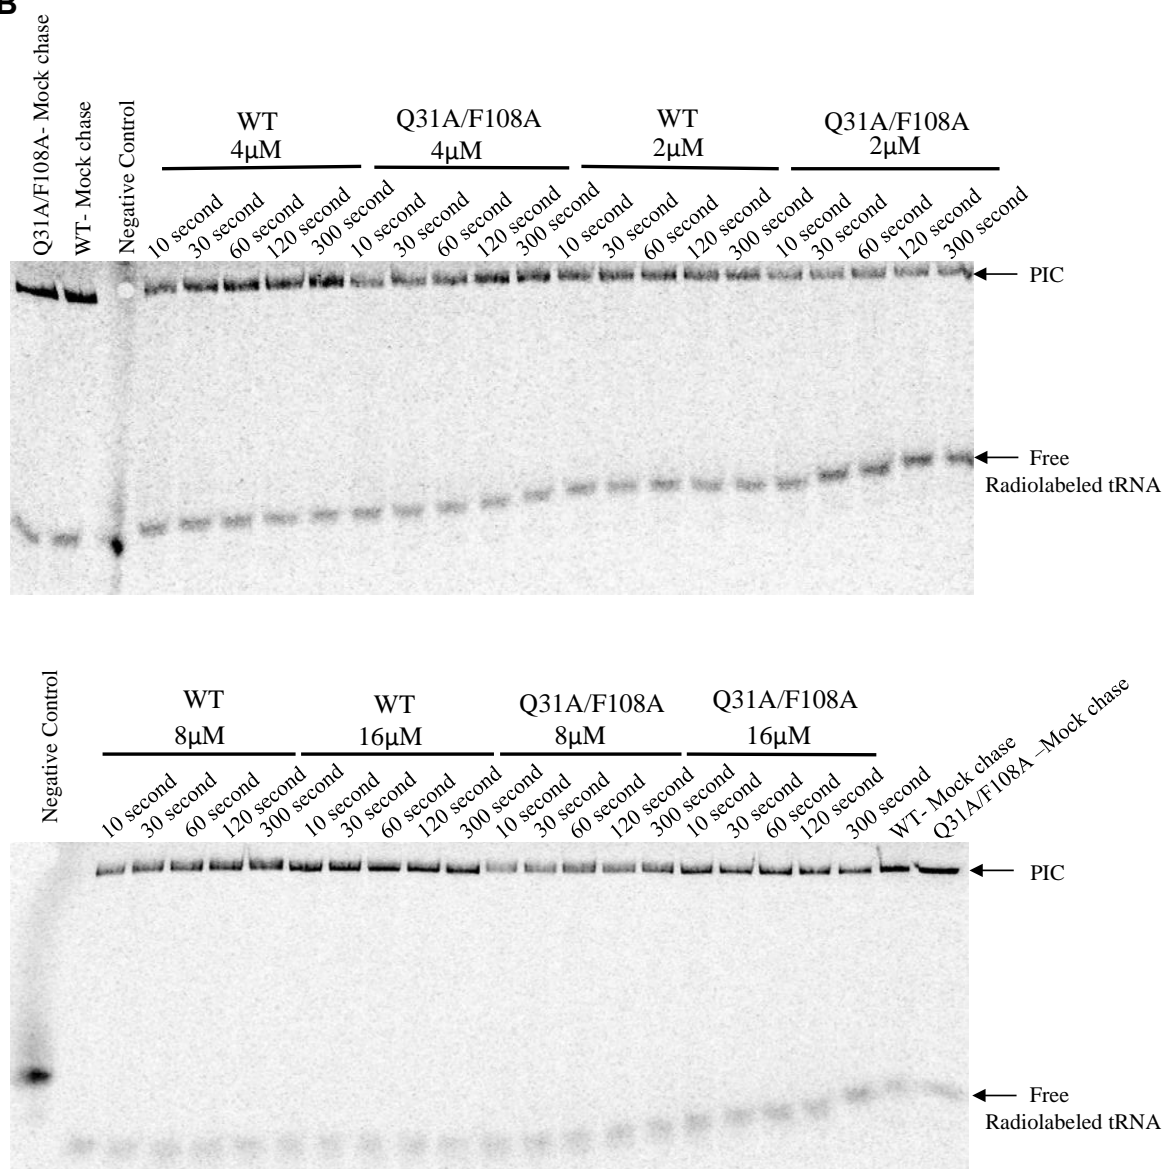 B
Q31A/F108A- Mock chase
WT- Mock chase
Negative Control
WT
4μM
Q31A/F108A
4μM
WT
2μM
Q31A/F108A
2μM
10 second
30 second
60 second
120 second
300 second
10 second
30 second
60 second
120 second
300 second
10 second
30 second
60 second
120 second
300 second
10 second
30 second
60 second
120 second
300 second
PIC
Free
Radiolabeled tRNA
Negative Control
WT
8μM
WT
16μM
Q31A/F108A
8μM
Q31A/F108A
16μM
10 second
30 second
60 second
120 second
300 second
10 second
30 second
60 second
120 second
300 second
10 second
30 second
60 second
120 second
300 second
10 second
30 second
60 second
120 second
300 second
WT- Mock chase
Q31A/F108A –Mock chase
PIC
Free
Radiolabeled tRNA